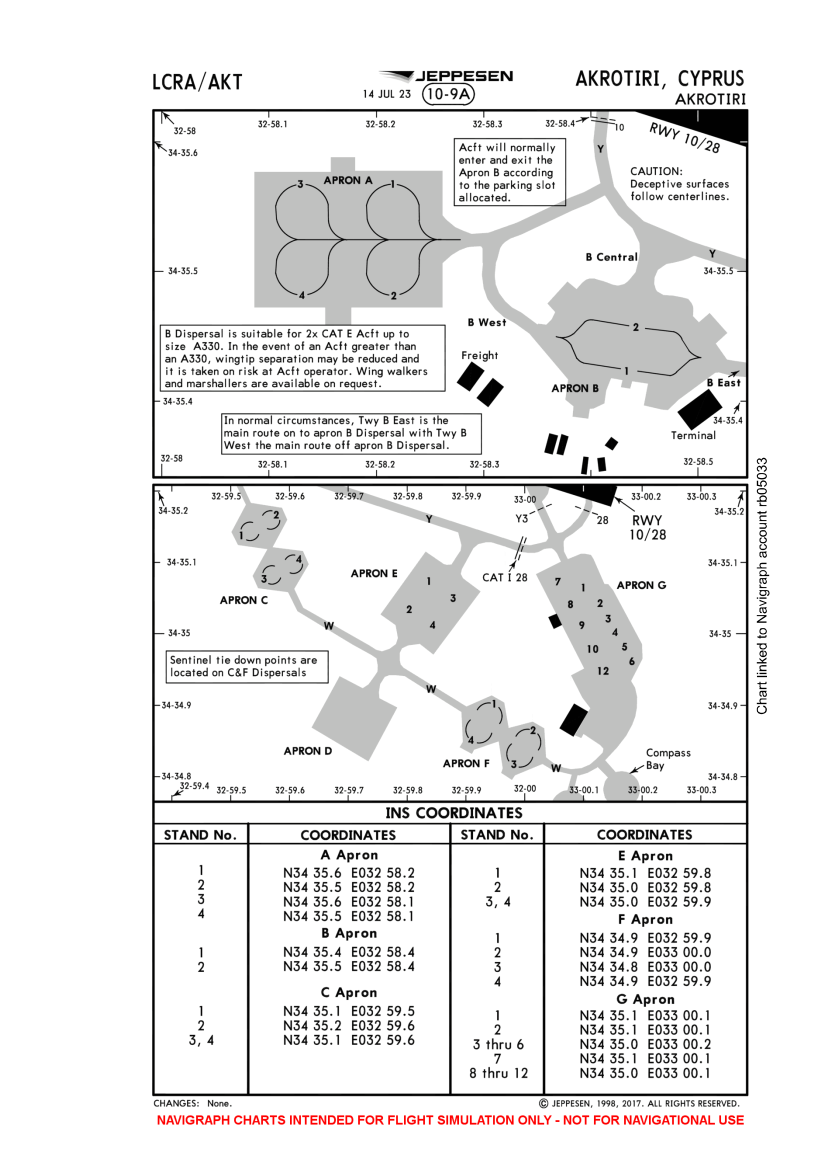 LCRA/AKT
JEPPESEN
14 JUL 23
10-9A
AKROTIRI, CYPRUS
AKROTIRI
32-58
32-58.1
32-58.2
32-58.3
32-58.4
10
RWY 10/28
34-35.6
Y
Acft will normally
enter and exit the
Apron B according
to the parking slot
allocated.
CAUTION:
Deceptive surfaces
follow centerlines.
APRON A
3
1
4
2
B Central
Y
34-35.5
34-35.5
B West
2
1
B Dispersal is suitable for 2x CAT E Acft up to
size A330. In the event of an Acft greater than
an A330, wingtip separation may be reduced and
it is taken on risk at Acft operator. Wing walkers
and marshallers are available on request.
Freight
APRON B
B East
34-35.4
34-35.4
In normal circumstances, Twy B East is the
main route on to apron B Dispersal with Twy B
West the main route off apron B Dispersal.
Terminal
32-58
32-58.1
32-58.2
32-58.3
32-58.5
32-59.5
32-59.6
32-59.7
32-59.8
32-59.9
33-00
33-00.2
33-00.3
34-35.2
34-35.2
Y
Y3
28
RWY
10/28
1
2
3
4
34-35.1
34-35.1
APRON C
APRON E
1
2
3
4
CAT I 28
APRON G
7
1
8
2
3
9
4
10
5
6
12
W
34-35
34-35
Sentinel tie down points are
located on C&F Dispersals
W
34-34.9
34-34.9
1
4
2
3
APRON D
APRON F
W
Compass
Bay
34-34.8
34-34.8
32-59.4
32-59.5
32-59.6
32-59.7
32-59.8
32-59.9
32-00
33-00.1
33-00.2
33-00.3
INS COORDINATES
STAND No. COORDINATES STAND No. COORDINATES
A Apron
1 N34 35.6 E032 58.2
2 N34 35.5 E032 58.2
3 N34 35.6 E032 58.1
4 N34 35.5 E032 58.1
B Apron
1 N34 35.4 E032 58.4
2 N34 35.5 E032 58.4
C Apron
1 N34 35.1 E032 59.5
2 N34 35.2 E032 59.6
3, 4 N34 35.1 E032 59.6
E Apron
1 N34 35.1 E032 59.8
2 N34 35.0 E032 59.8
3, 4 N34 35.0 E032 59.9
F Apron
1 N34 34.9 E032 59.9
2 N34 34.9 E033 00.0
3 N34 34.8 E033 00.0
4 N34 34.9 E032 59.9
G Apron
1 N34 35.1 E033 00.1
2 N34 35.1 E033 00.1
3 thru 6 N34 35.0 E033 00.2
7 N34 35.1 E033 00.1
8 thru 12 N34 35.0 E033 00.1
CHANGES: None.
© JEPPESEN, 1998, 2017. ALL RIGHTS RESERVED.
NAVIGRAPH CHARTS INTENDED FOR FLIGHT SIMULATION ONLY - NOT FOR NAVIGATIONAL USE
Chart linked to Navigraph account rb05033